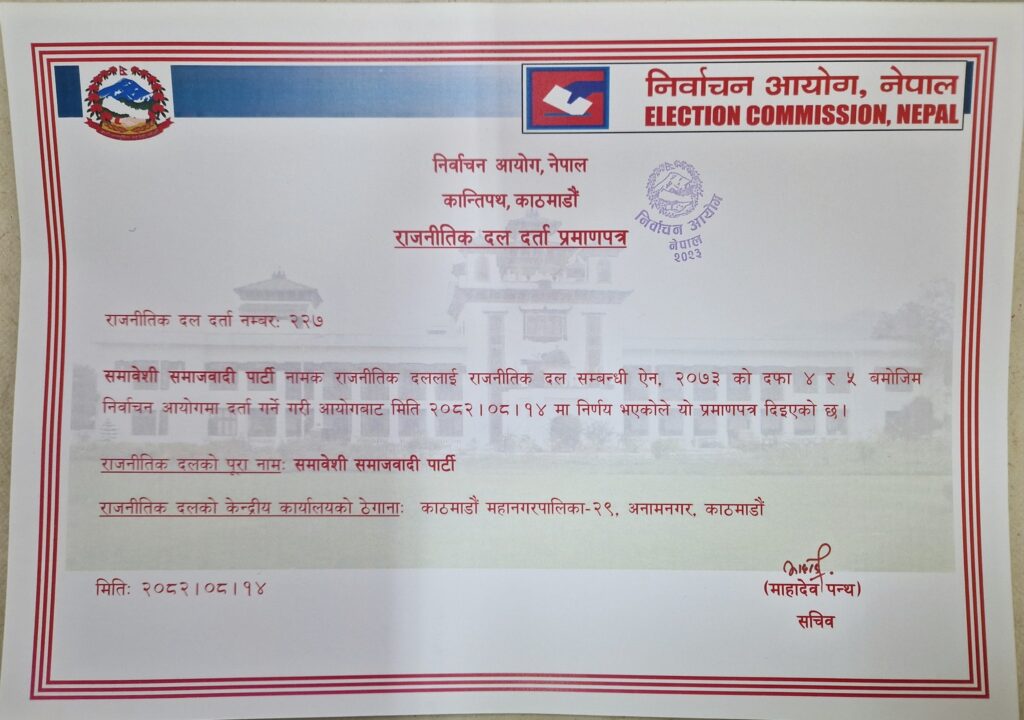 निर्वाचन आयोग, नेपाल
ELECTION COMMISSION, NEPAL
निर्वाचन आयोग, नेपाल
कान्तिपथ, काठमाडौं
राजनीतिक दल दर्ता प्रमाणपत्र
निर्वाचन आयोग
नेपाल
२०२३
राजनीतिक दल दर्ता नम्बरः २२७
समावेशी समाजवादी पार्टी नामक राजनीतिक दललाई राजनीतिक दल सम्बन्धी ऐन, २०७३ को दफा ४ र ५ बमोजिम
निर्वाचन आयोगमा दर्ता गर्ने गरी आयोगबाट मिति २०८२।०८।१४ मा निर्णय भएकोले यो प्रमाणपत्र दिइएको छ।
राजनीतिक दलको पूरा नामः समावेशी समाजवादी पार्टी
राजनीतिक दलको केन्द्रीय कार्यालयको ठेगानाः काठमाडौं महानगरपालिका-२९, अनामनगर, काठमाडौं
मितिः २०८२।०८।१४
(माहादेव पन्थ)
सचिव